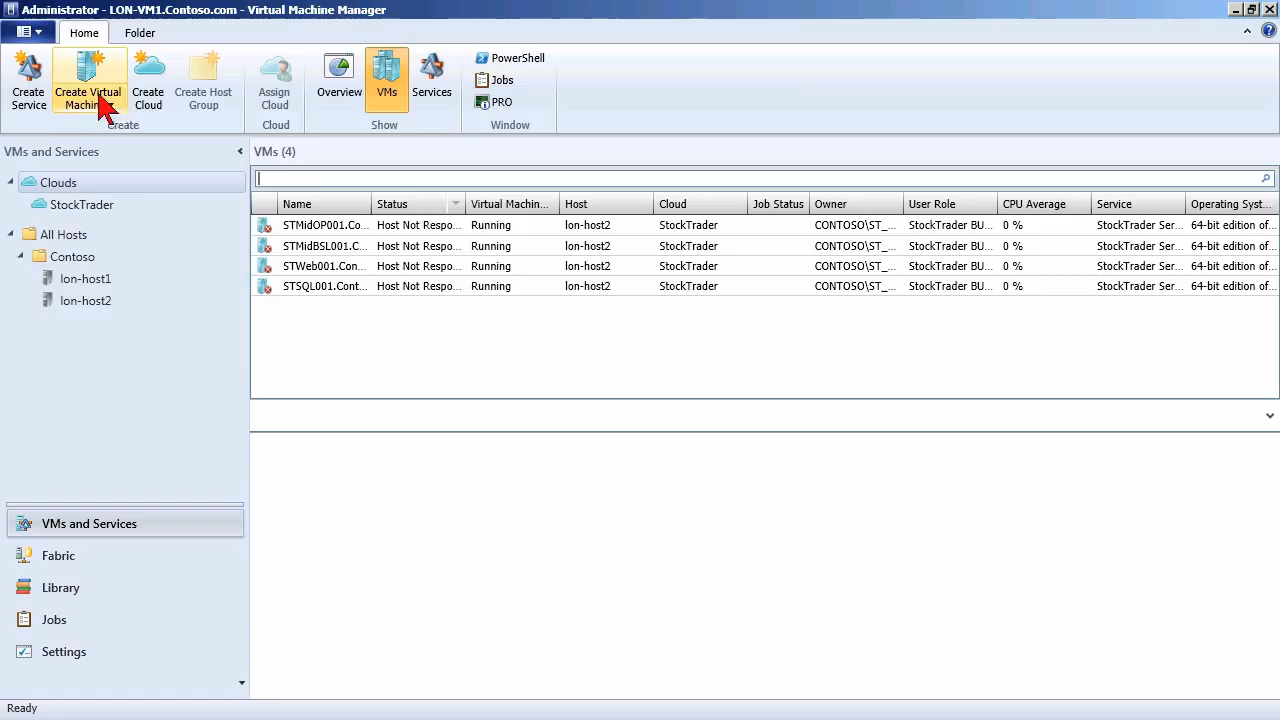 Administrator - LON-VM1.Contoso.com - Virtual Machine Manager
Home Folder
Create Service
Create Virtual Machine
Create Cloud
Create Host Group
Assign Cloud
Overview
VMs
Services
PowerShell
Jobs
PRO
Create Cloud Show Window
VMs and Services
Clouds
StockTrader
All Hosts
Contoso
lon-host1
lon-host2
VMs and Services
Fabric
Library
Jobs
Settings
VMs (4)
Name Status Virtual Machin... Host Cloud Job Status Owner User Role CPU Average Service Operating Syst...
STMidOP001.Co... Host Not Respo... Running lon-host2 StockTrader CONTOSO\ST_... StockTrader BU... 0 % StockTrader Ser... 64-bit edition of...
STMidBSL001.C... Host Not Respo... Running lon-host2 StockTrader CONTOSO\ST_... StockTrader BU... 0 % StockTrader Ser... 64-bit edition of...
STWeb001.Con... Host Not Respo... Running lon-host2 StockTrader CONTOSO\ST_... StockTrader BU... 0 % StockTrader Ser... 64-bit edition of...
STSQL001.Cont... Host Not Respo... Running lon-host2 StockTrader CONTOSO\ST_... StockTrader BU... 0 % StockTrader Ser... 64-bit edition of...
Ready